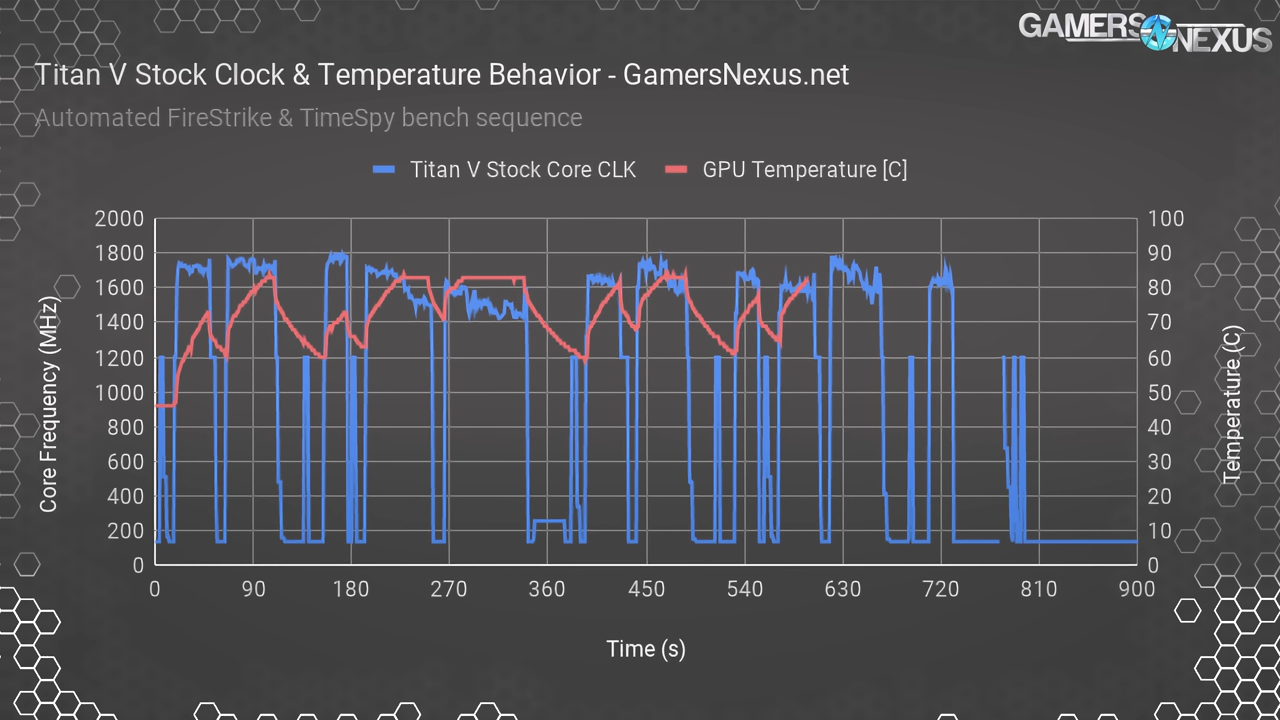 GAMERS NEXUS
Titan V Stock Clock & Temperature Behavior - GamersNexus.net
Automated FireStrike & TimeSpy bench sequence
Titan V Stock Core CLK GPU Temperature [C]
2000 100
1800 90
1600 80
1400 70
1200 60
1000 50
800 40
600 30
400 20
200 10
0 0
Core Frequency (MHz)
Temperature (C)
0 90 180 270 360 450 540 630 720 810 900
Time (s)